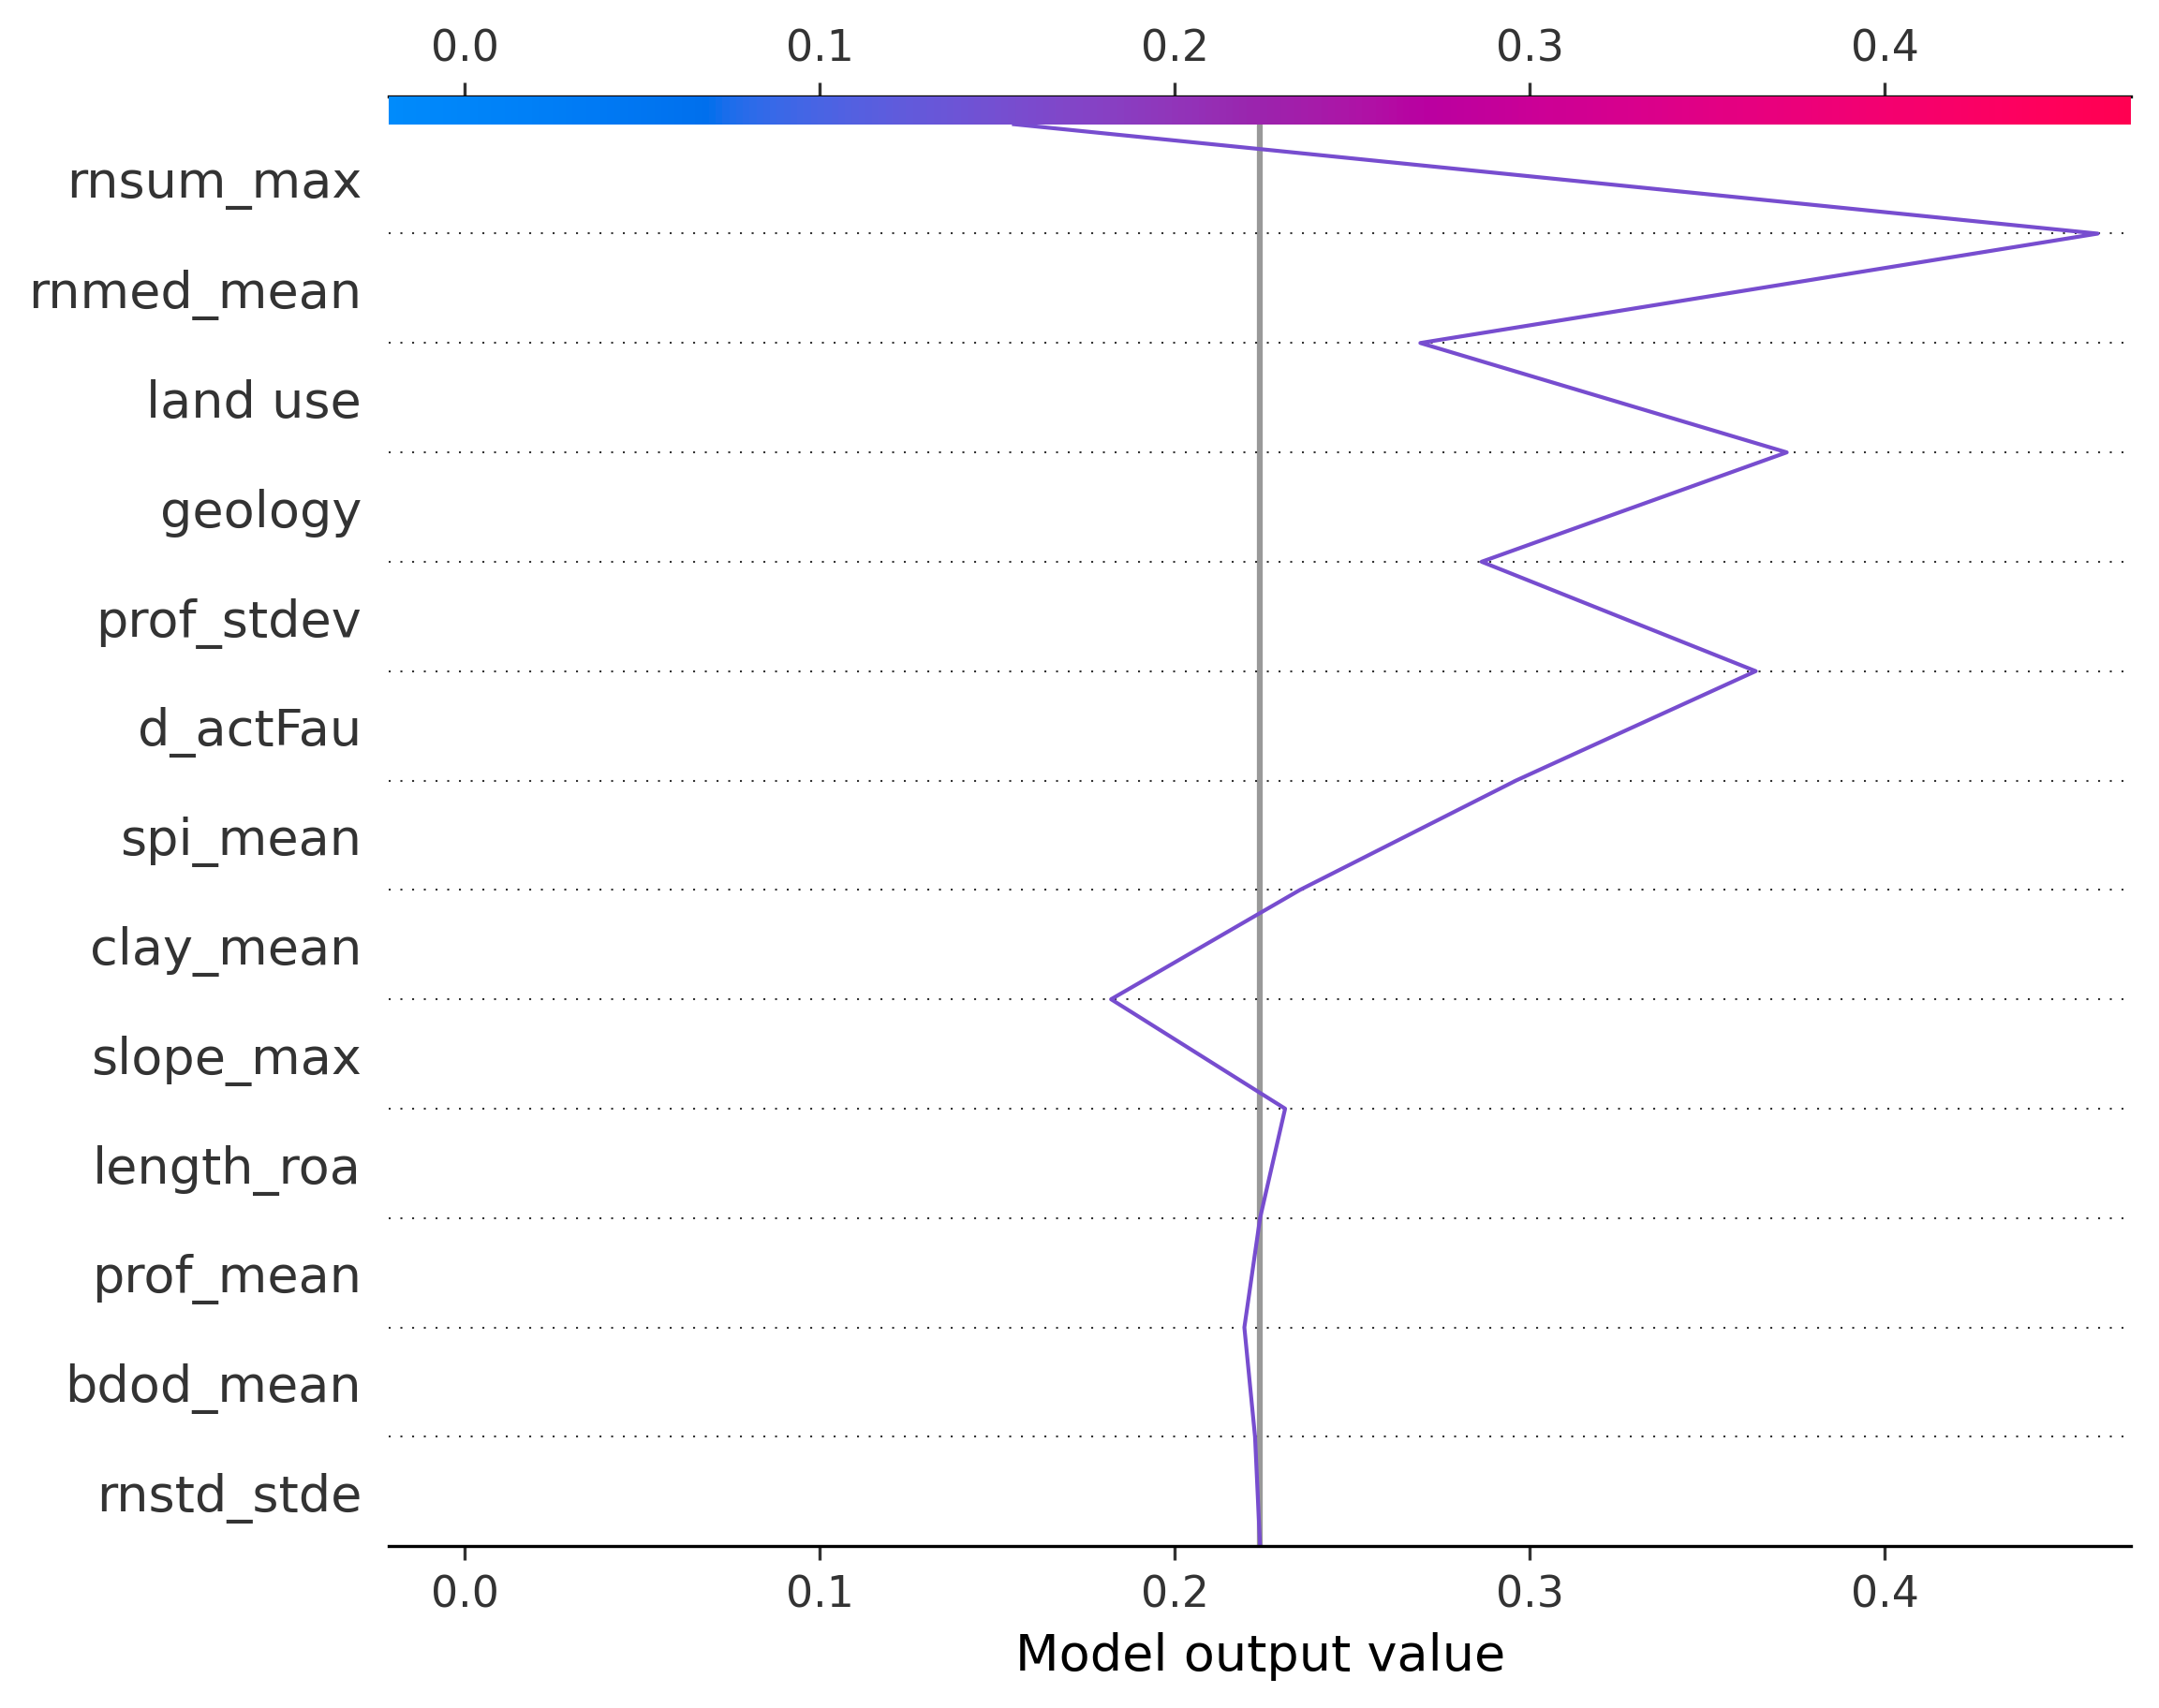 0.0 0.1 0.2 0.3 0.4
rnsum_max
rnmed_mean
land use
geology
prof_stdev
d_actFau
spi_mean
clay_mean
slope_max
length_roa
prof_mean
bdod_mean
rnstd_stde
0.0 0.1 0.2 0.3 0.4
Model output value